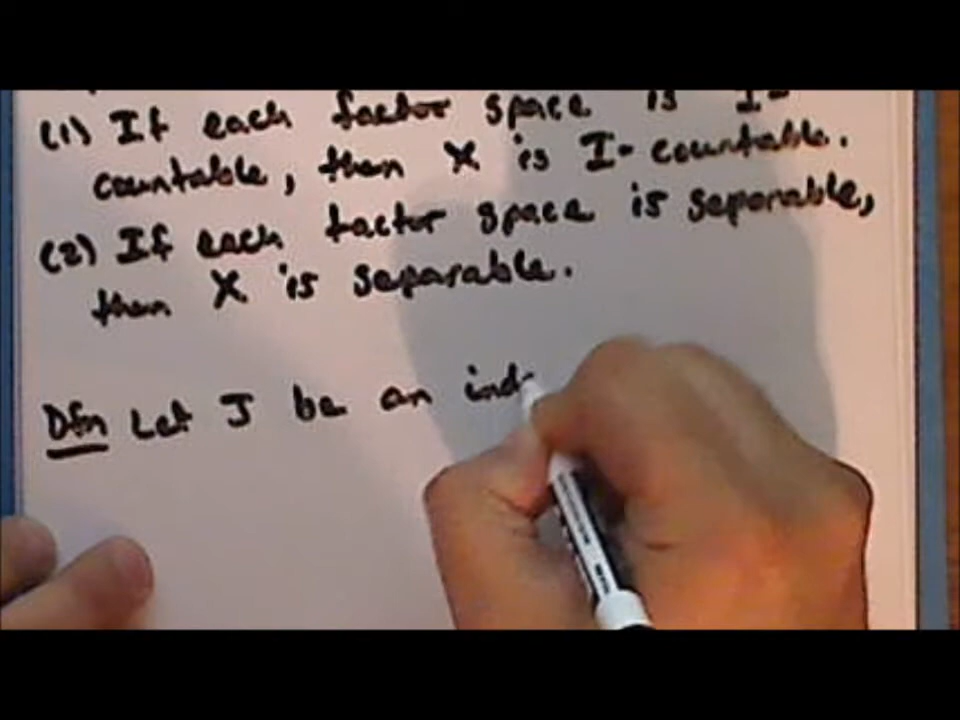 (1) If each factor space is I-
countable, then X is I-countable.
(2) If each factor space is separable,
then X is separable.
Dfn Let J be an ind